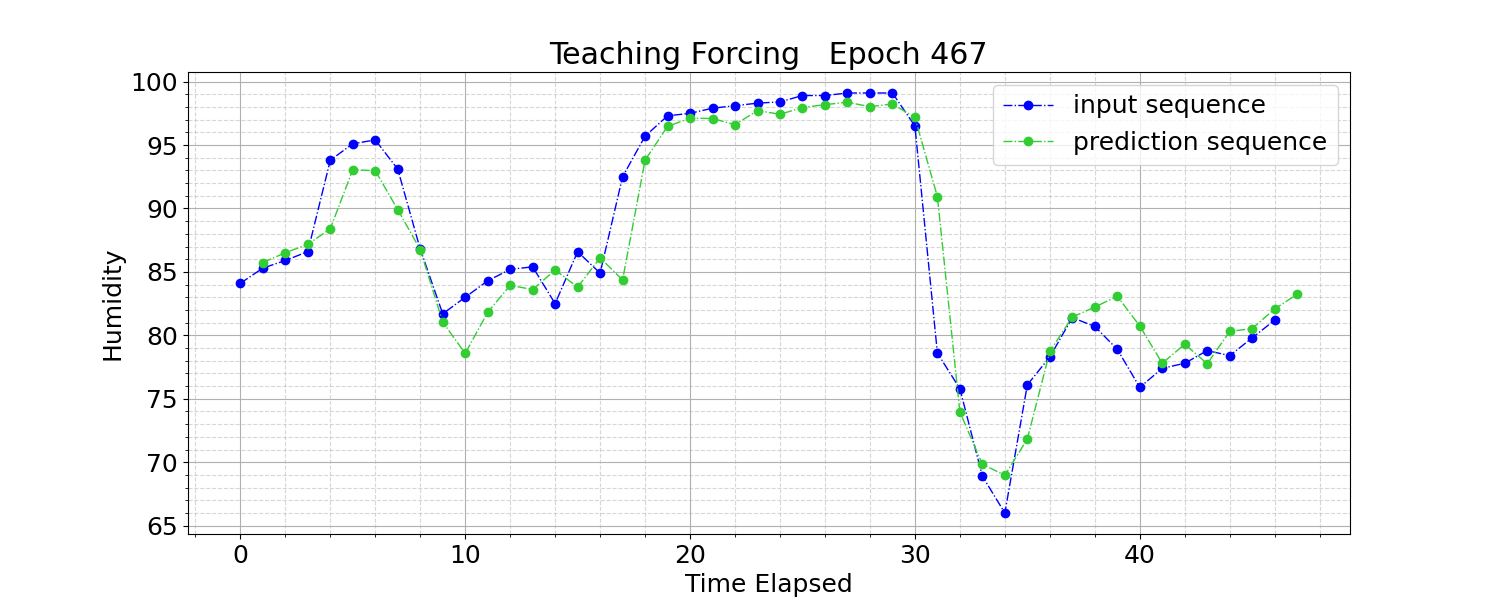 Teaching Forcing   Epoch 467
100
95
90
85
80
75
70
65
Humidity
input sequence
prediction sequence
0 10 20 30 40
Time Elapsed